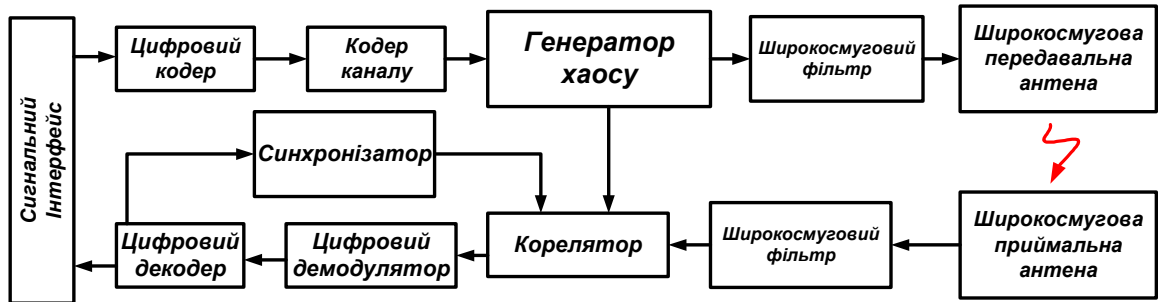 Сигнальний
Інтерфейс
Цифровий
кодер
Кодер
каналу
Генератор
хаосу
Широкосмуговий
фільтр
Широкосмугова
передавальна
антена
Синхронізатор
Цифровий
декодер
Цифровий
демодулятор
Корелятор
Широкосмуговий
фільтр
Широкосмугова
приймальна
антена